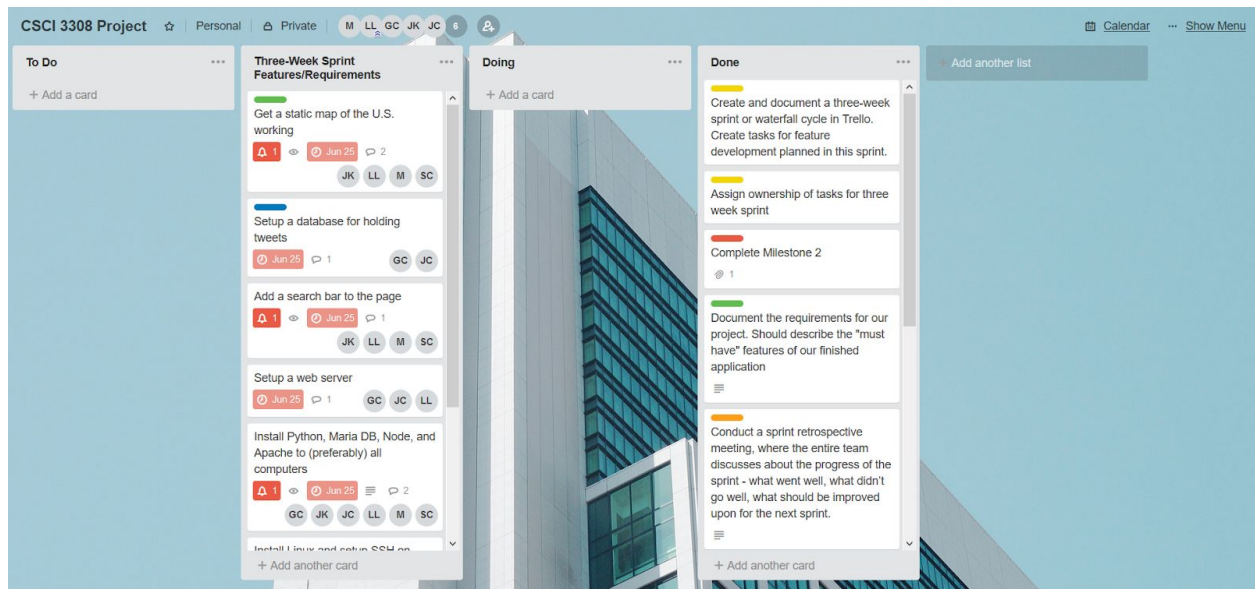 CSCI 3308 Project
Personal
Private
M LL GC JK JC 6
Calendar
Show Menu
To Do
+ Add a card
Three-Week Sprint
Features/Requirements
Get a static map of the U.S.
working
1 Jun 25 2
JK LL M SC
Setup a database for holding
tweets
Jun 25 1 GC JC
Add a search bar to the page
1 Jun 25 1
JK LL M SC
Setup a web server
Jun 25 1 GC JC LL
Install Python, Maria DB, Node, and
Apache to (preferably) all
computers
1 Jun 25 2
GC JK JC LL M SC
Install Linux and setup SSH on
+ Add another card
Doing
+ Add a card
Done
Create and document a three-week
sprint or waterfall cycle in Trello.
Create tasks for feature
development planned in this sprint.
Assign ownership of tasks for three
week sprint
Complete Milestone 2
1
Document the requirements for our
project. Should describe the "must
have" features of our finished
application
Conduct a sprint retrospective
meeting, where the entire team
discusses about the progress of the
sprint - what went well, what didn't
go well, what should be improved
upon for the next sprint.
+ Add another card
+ Add another list